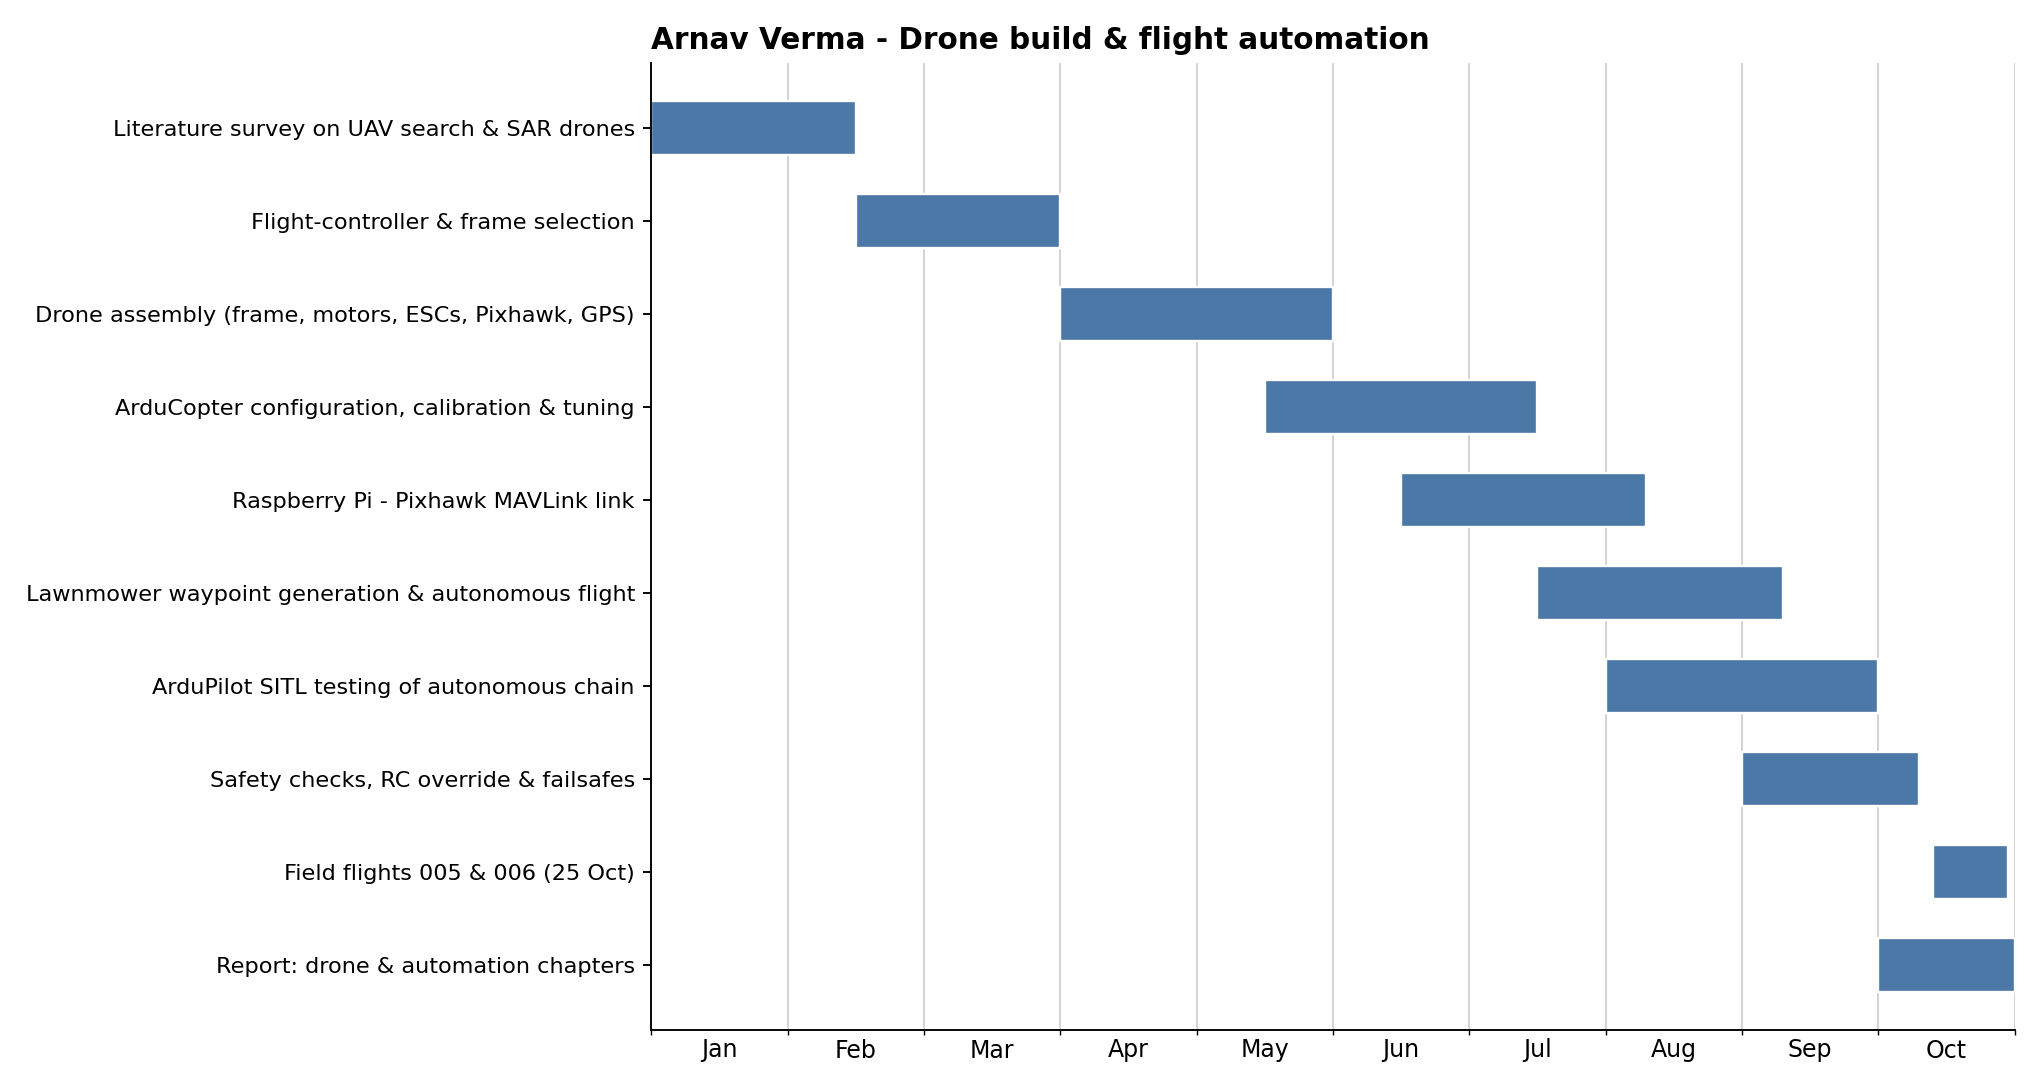 Arnav Verma - Drone build & flight automation
Literature survey on UAV search & SAR drones
Flight-controller & frame selection
Drone assembly (frame, motors, ESCs, Pixhawk, GPS)
ArduCopter configuration, calibration & tuning
Raspberry Pi - Pixhawk MAVLink link
Lawnmower waypoint generation & autonomous flight
ArduPilot SITL testing of autonomous chain
Safety checks, RC override & failsafes
Field flights 005 & 006 (25 Oct)
Report: drone & automation chapters
Jan Feb Mar Apr May Jun Jul Aug Sep Oct